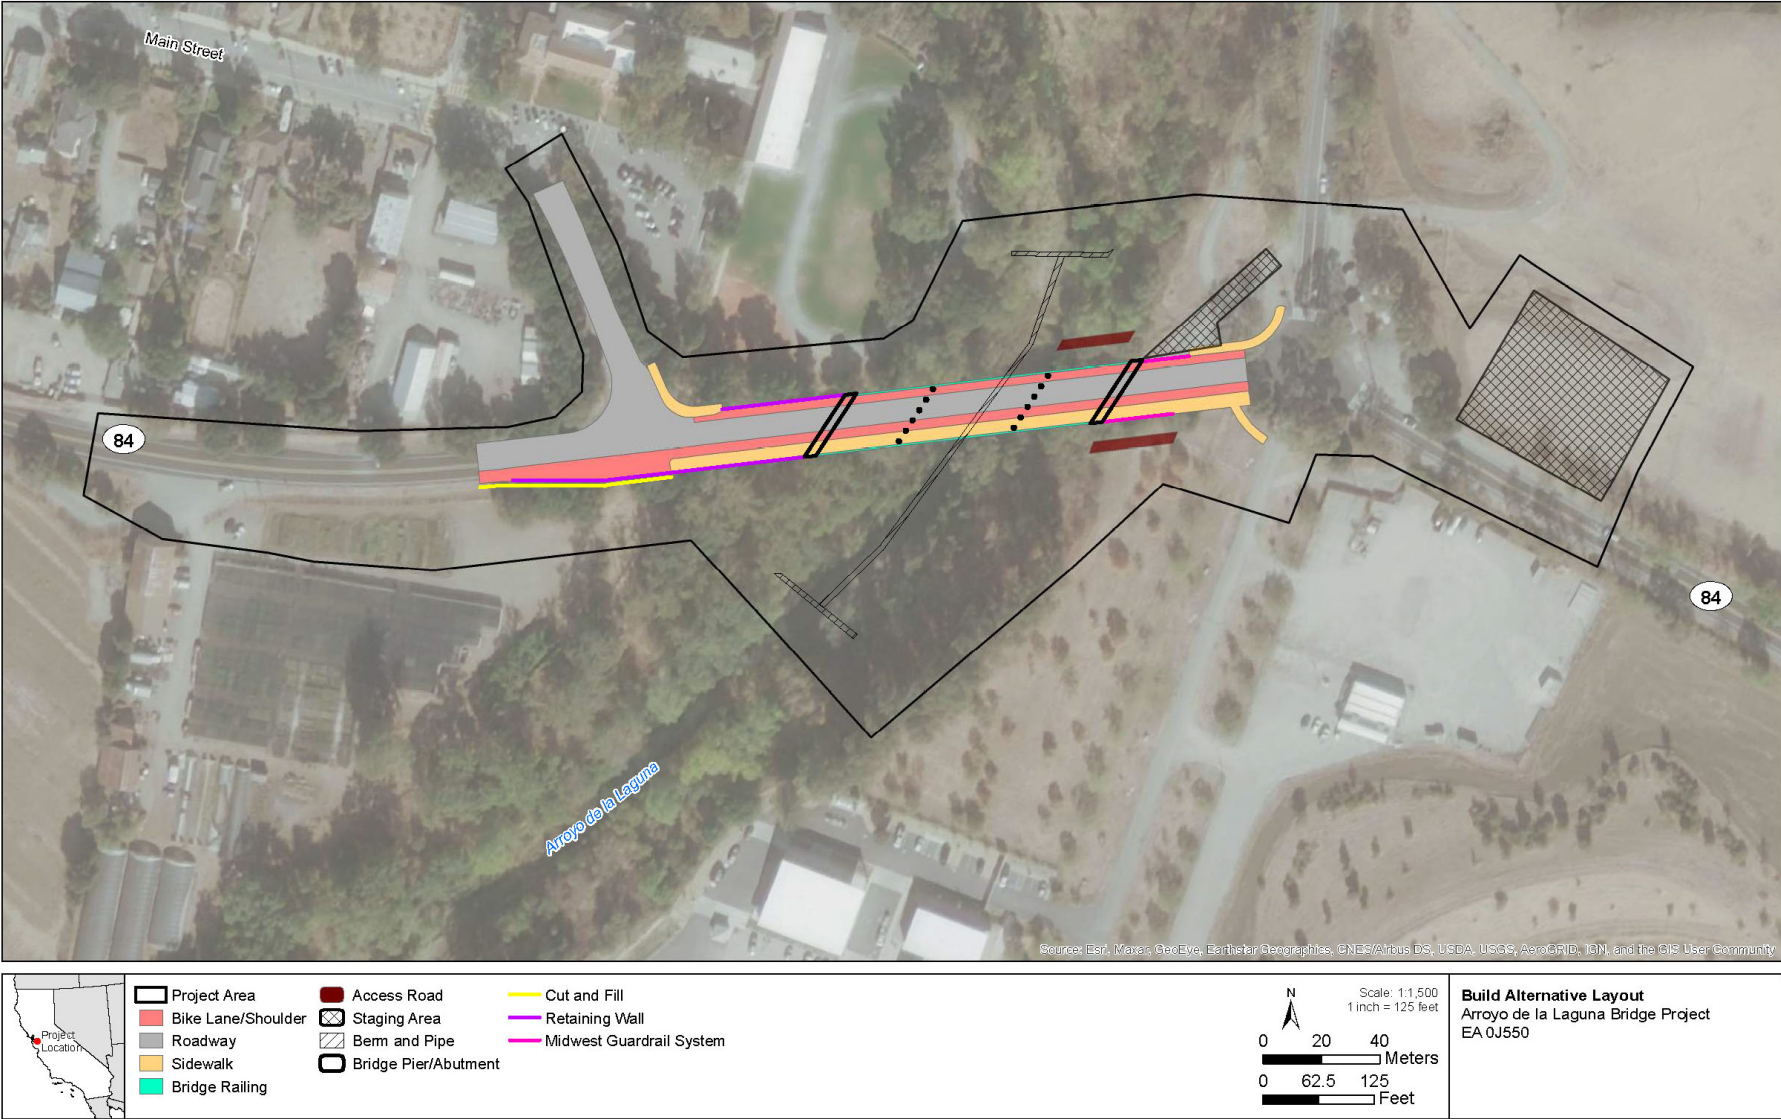 Main Street
84
84
Arroyo de la Laguna
Source: Esri, Maxar, GeoEye, Earthstar Geographics, CNES/Airbus DS, USDA, USGS, AeroGRID, IGN, and the GIS User Community
Project
Location
Project Area
Bike Lane/Shoulder
Roadway
Sidewalk
Bridge Railing
Access Road
Staging Area
Berm and Pipe
Bridge Pier/Abutment
Cut and Fill
Retaining Wall
Midwest Guardrail System
N
Scale: 1:1,500
1 inch = 125 feet
0 20 40
Meters
0 62.5 125
Feet
Build Alternative Layout
Arroyo de la Laguna Bridge Project
EA 0J550